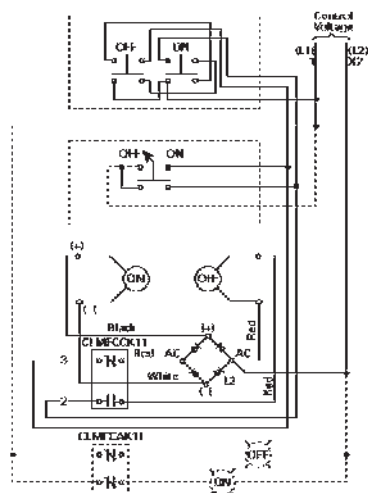 Control
Voltage
(L1) (L2)
X2
OFF ON
OFF ON
(+)
ON OFF
(-)
Black
Red
CLMFCCK11
(+)
3 Red AC AC
White L2
2 (-) Red
OFF
ON